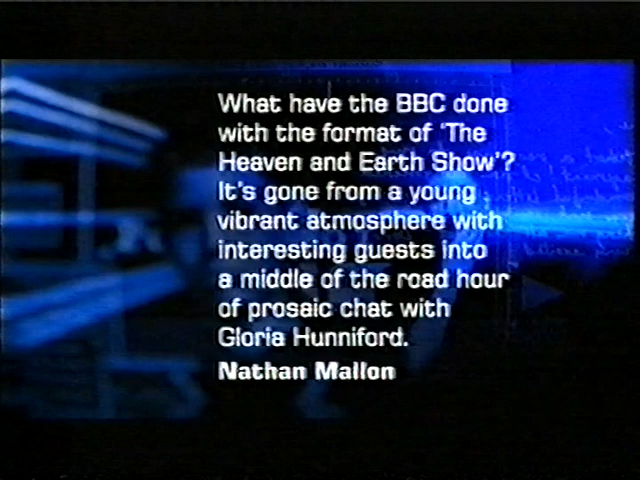 What have the BBC done
with the format of 'The
Heaven and Earth Show'?
It's gone from a young
vibrant atmosphere with
interesting guests into
a middle of the road hour
of prosaic chat with
Gloria Hunniford.
Nathan Mallon